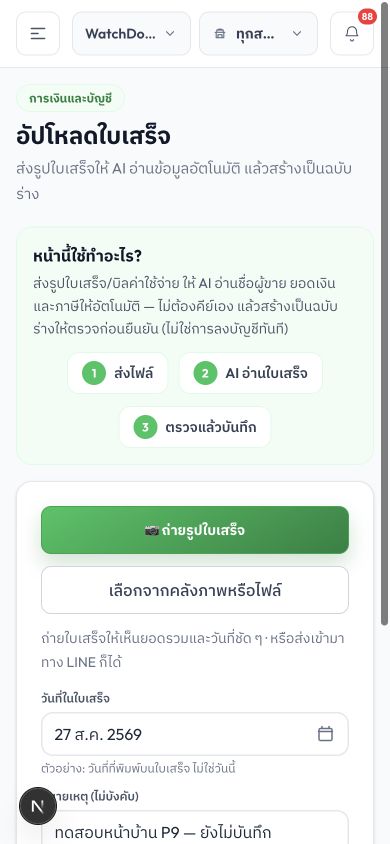 WatchDo...
ทุกส...
88
การเงินและบัญชี
อัปโหลดใบเสร็จ
ส่งรูปใบเสร็จให้ AI อ่านข้อมูลอัตโนมัติ แล้วสร้างเป็นฉบับ
ร่าง
หน้านี้ใช้ทำอะไร?
ส่งรูปใบเสร็จ/บิลค่าใช้จ่าย ให้ AI อ่านชื่อผู้ขาย ยอดเงิน
และภาษีให้อัตโนมัติ — ไม่ต้องคีย์เอง แล้วสร้างเป็นฉบับ
ร่างให้ตรวจก่อนยืนยัน (ไม่ใช่การลงบัญชีทันที)
1 ส่งไฟล์
2 AI อ่านใบเสร็จ
3 ตรวจแล้วบันทึก
ถ่ายรูปใบเสร็จ
เลือกจากคลังภาพหรือไฟล์
ถ่ายใบเสร็จให้เห็นยอดรวมและวันที่ชัด ๆ · หรือส่งเข้ามา
ทาง LINE ก็ได้
วันที่ในใบเสร็จ
27 ส.ค. 2569
ตัวอย่าง: วันที่ที่พิมพ์บนใบเสร็จ ไม่ใช่วันนี้
(ไม่บังคับ)
N
ทดสอบหน้าบ้าน P9 — ยังไม่บันทึก